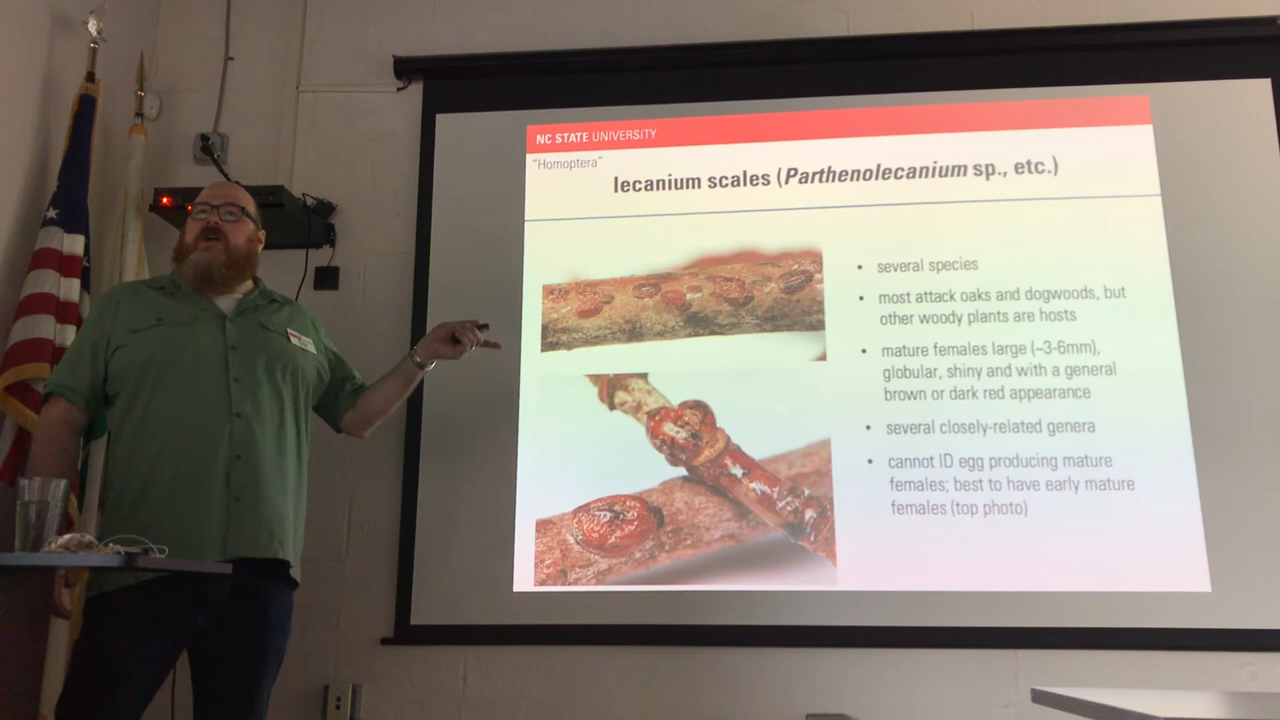 NC STATE UNIVERSITY
"Homoptera"
lecanium scales (Parthenolecanium sp., etc.)
• several species
• most attack oaks and dogwoods, but
other woody plants are hosts
• mature females large (~3-6mm),
globular, shiny and with a general
brown or dark red appearance
• several closely-related genera
• cannot ID egg producing mature
females; best to have early mature
females (top photo)